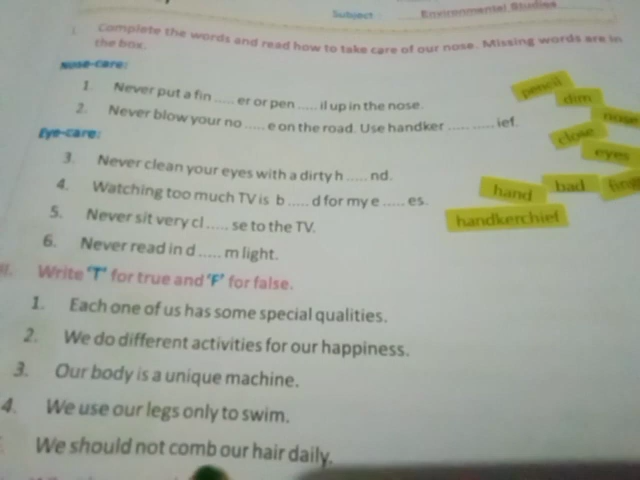 Subject : Environmental Studies
I. Complete the words and read how to take care of our nose. Missing words are in
the box.
Nose-care:
1. Never put a fin ..... er or pen ..... il up in the nose.
2. Never blow your no ..... e on the road. Use handker ..... ..... ief.
Eye-care:
3. Never clean your eyes with a dirty h ..... nd.
4. Watching too much TV is b ..... d for my e ..... es.
5. Never sit very cl ..... se to the TV.
6. Never read in d ..... m light.
pencil
dim
nose
close
eyes
hand bad
handkerchief
II. Write 'T' for true and 'F' for false.
1. Each one of us has some special qualities.
2. We do different activities for our happiness.
3. Our body is a unique machine.
4. We use our legs only to swim.
We should not comb our hair daily.